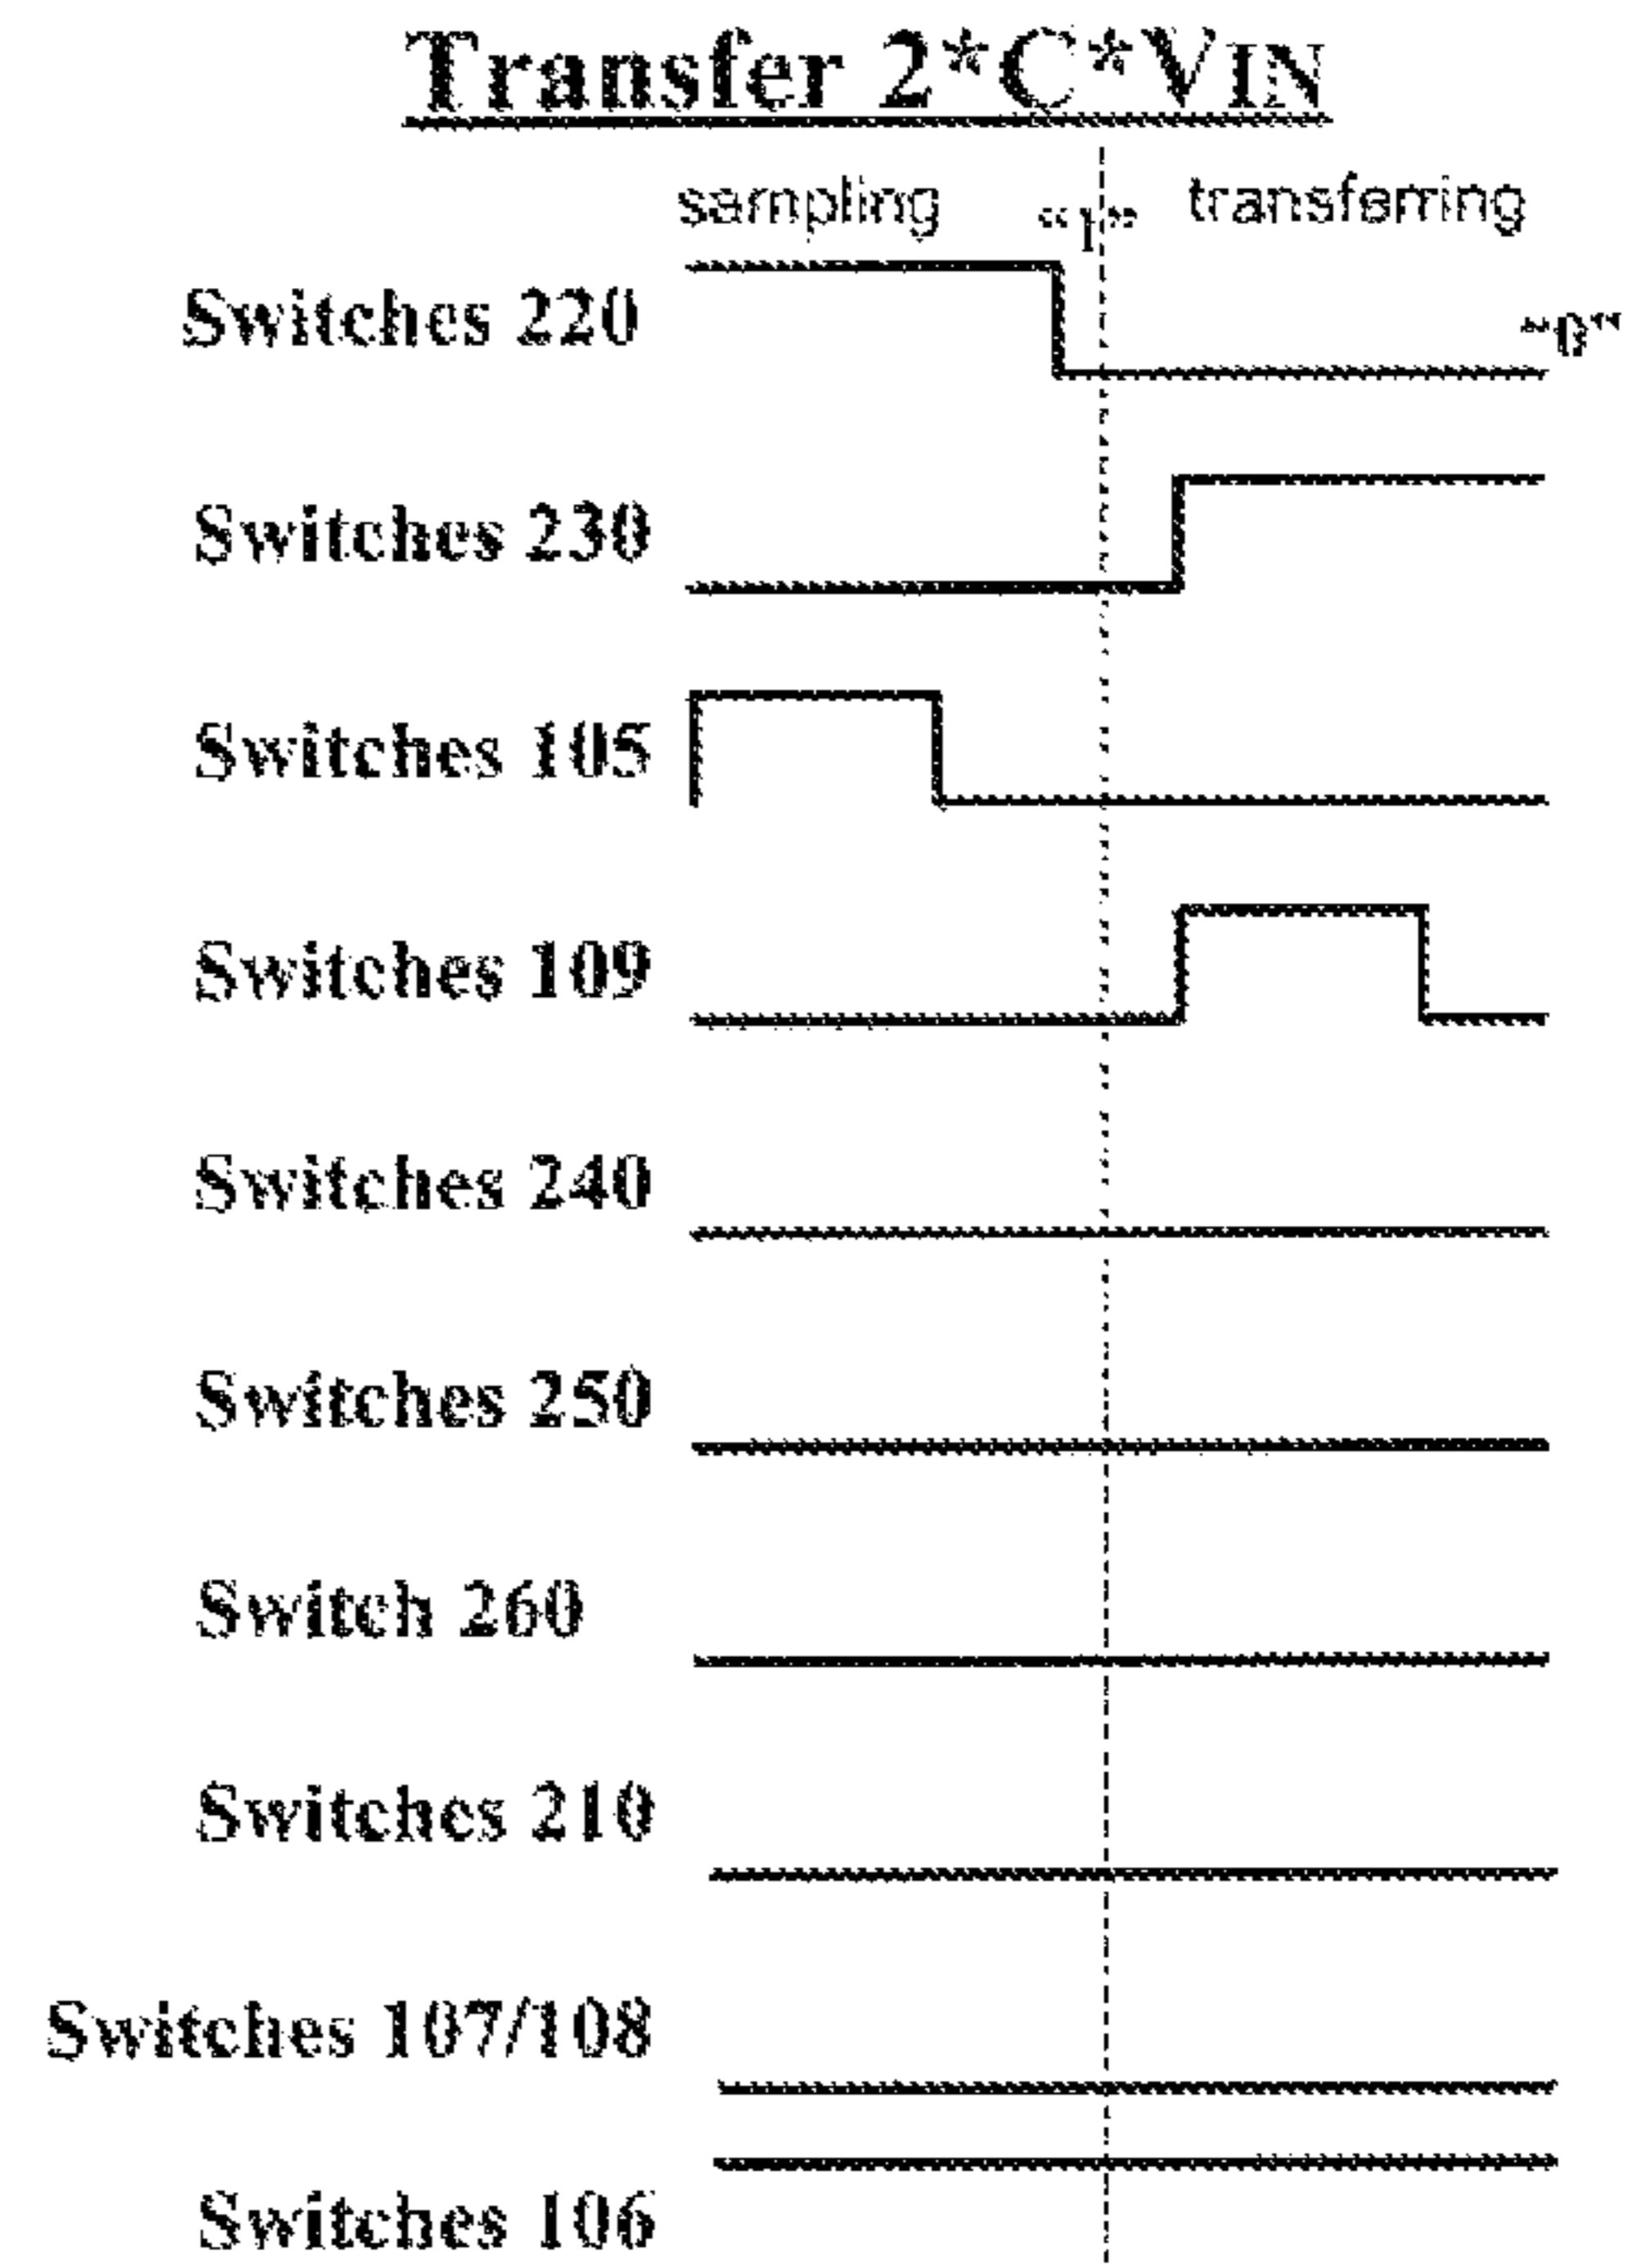 Transfer 2*C*VIN
sampling "1" transferring
Switches 220
"0"
Switches 230
Switches 105
Switches 109
Switches 240
Switches 250
Switch 260
Switches 210
Switches 107/108
Switches 106